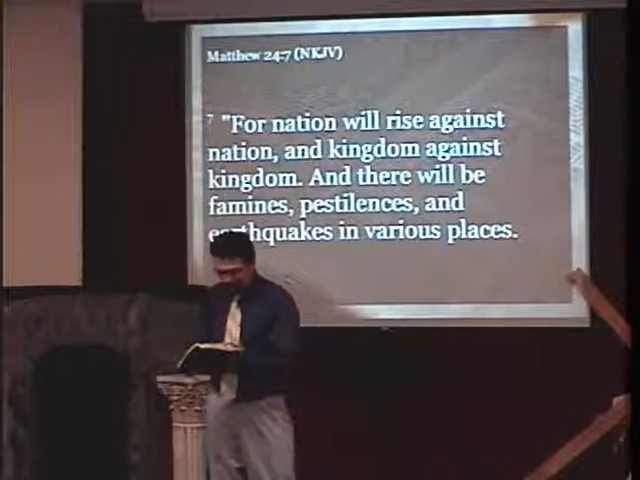 Matthew 24:7 (NKJV)
7 "For nation will rise against
nation, and kingdom against
kingdom. And there will be
famines, pestilences, and
earthquakes in various places.